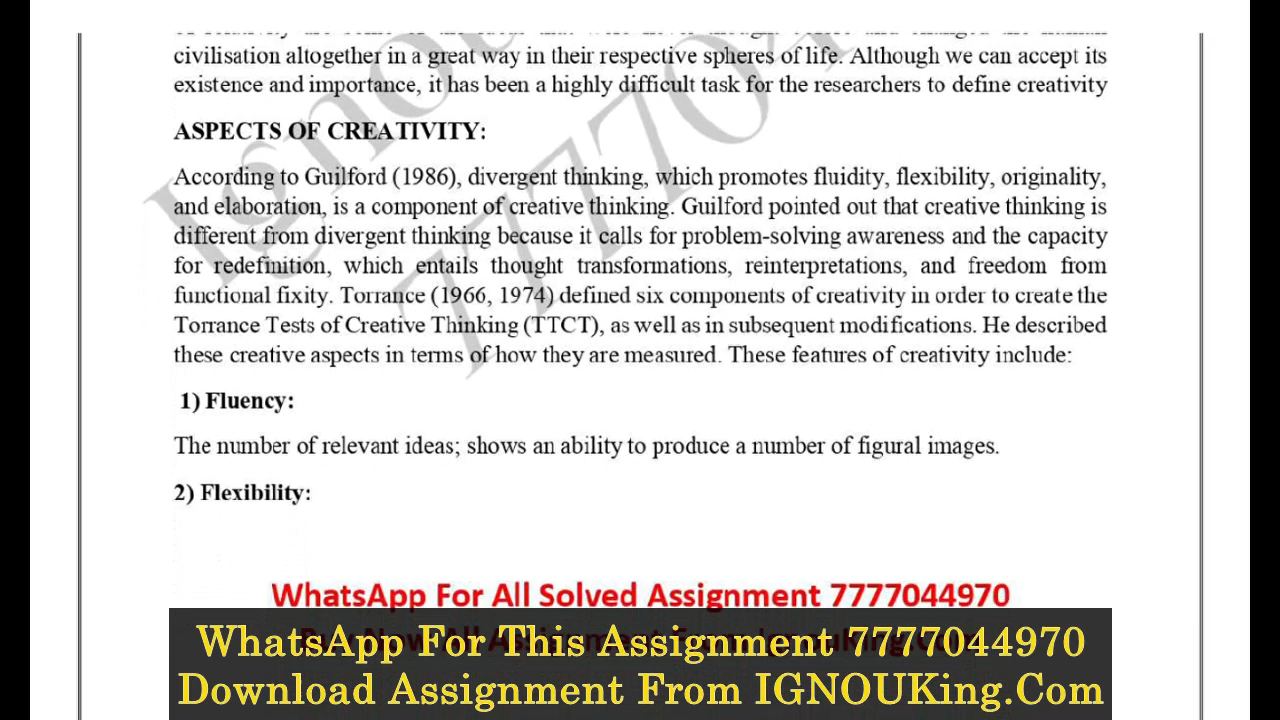 civilisation altogether in a great way in their respective spheres of life. Although we can accept its
existence and importance, it has been a highly difficult task for the researchers to define creativity
ASPECTS OF CREATIVITY:
According to Guilford (1986), divergent thinking, which promotes fluidity, flexibility, originality,
and elaboration, is a component of creative thinking. Guilford pointed out that creative thinking is
different from divergent thinking because it calls for problem-solving awareness and the capacity
for redefinition, which entails thought transformations, reinterpretations, and freedom from
functional fixity. Torrance (1966, 1974) defined six components of creativity in order to create the
Torrance Tests of Creative Thinking (TTCT), as well as in subsequent modifications. He described
these creative aspects in terms of how they are measured. These features of creativity include:
1) Fluency:
The number of relevant ideas; shows an ability to produce a number of figural images.
2) Flexibility:
WhatsApp For All Solved Assignment 7777044970
WhatsApp For This Assignment 7777044970
Download Assignment From IGNOUKing.Com